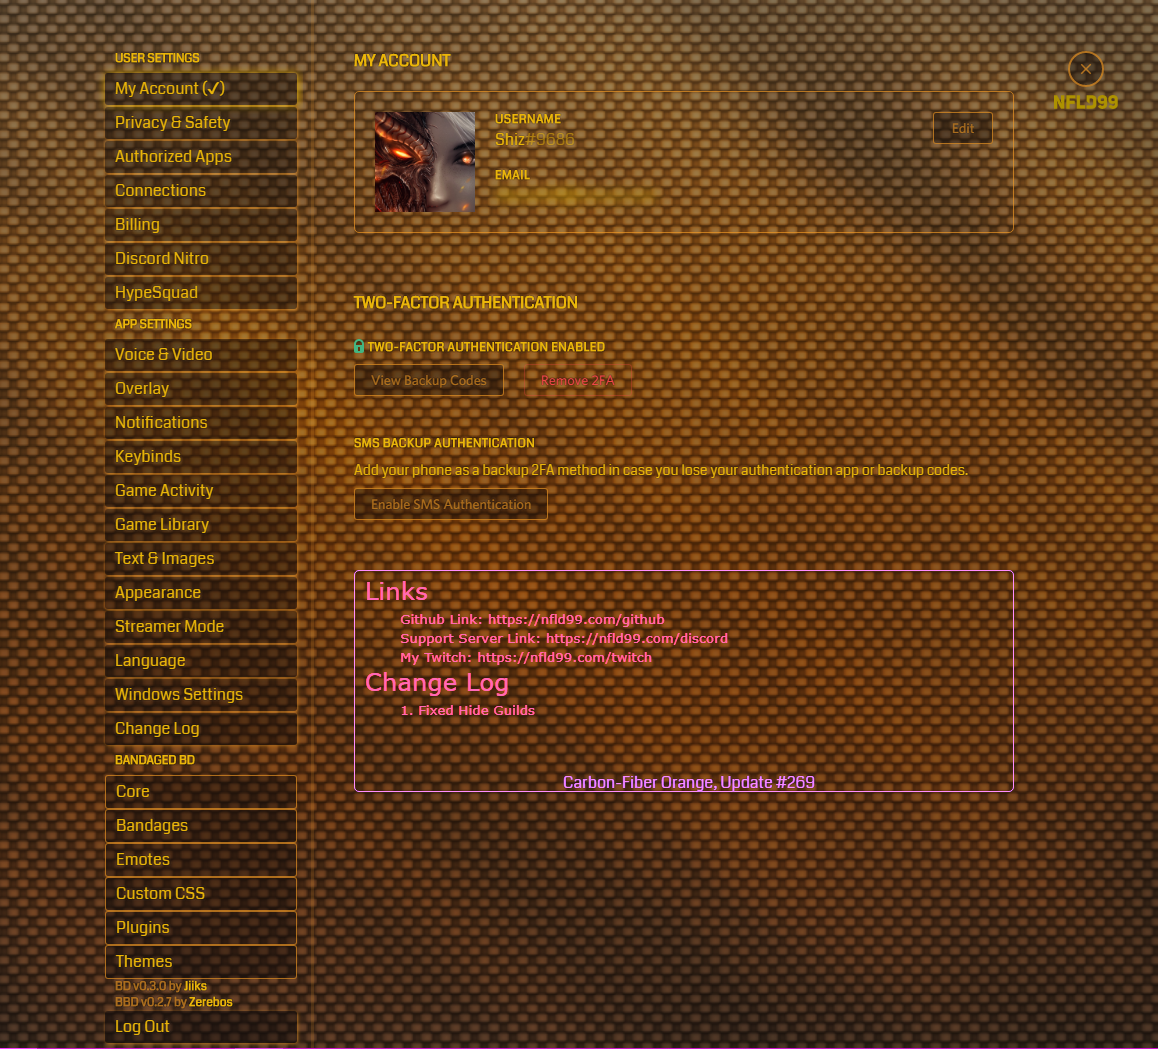 USER SETTINGS
My Account (✓)
Privacy & Safety
Authorized Apps
Connections
Billing
Discord Nitro
HypeSquad
APP SETTINGS
Voice & Video
Overlay
Notifications
Keybinds
Game Activity
Game Library
Text & Images
Appearance
Streamer Mode
Language
Windows Settings
Change Log
BANDAGED BD
Core
Bandages
Emotes
Custom CSS
Plugins
Themes
BD v0.3.0 by Jiiks
BBD v0.2.7 by Zerebos
Log Out
MY ACCOUNT
USERNAME
Shiz#9686
EMAIL
Edit
NFLD99
TWO-FACTOR AUTHENTICATION
TWO-FACTOR AUTHENTICATION ENABLED
View Backup Codes
Remove 2FA
SMS BACKUP AUTHENTICATION
Add your phone as a backup 2FA method in case you lose your authentication app or backup codes.
Enable SMS Authentication
Links
Github Link: https://nfld99.com/github
Support Server Link: https://nfld99.com/discord
My Twitch: https://nfld99.com/twitch
Change Log
1. Fixed Hide Guilds
Carbon-Fiber Orange, Update #269